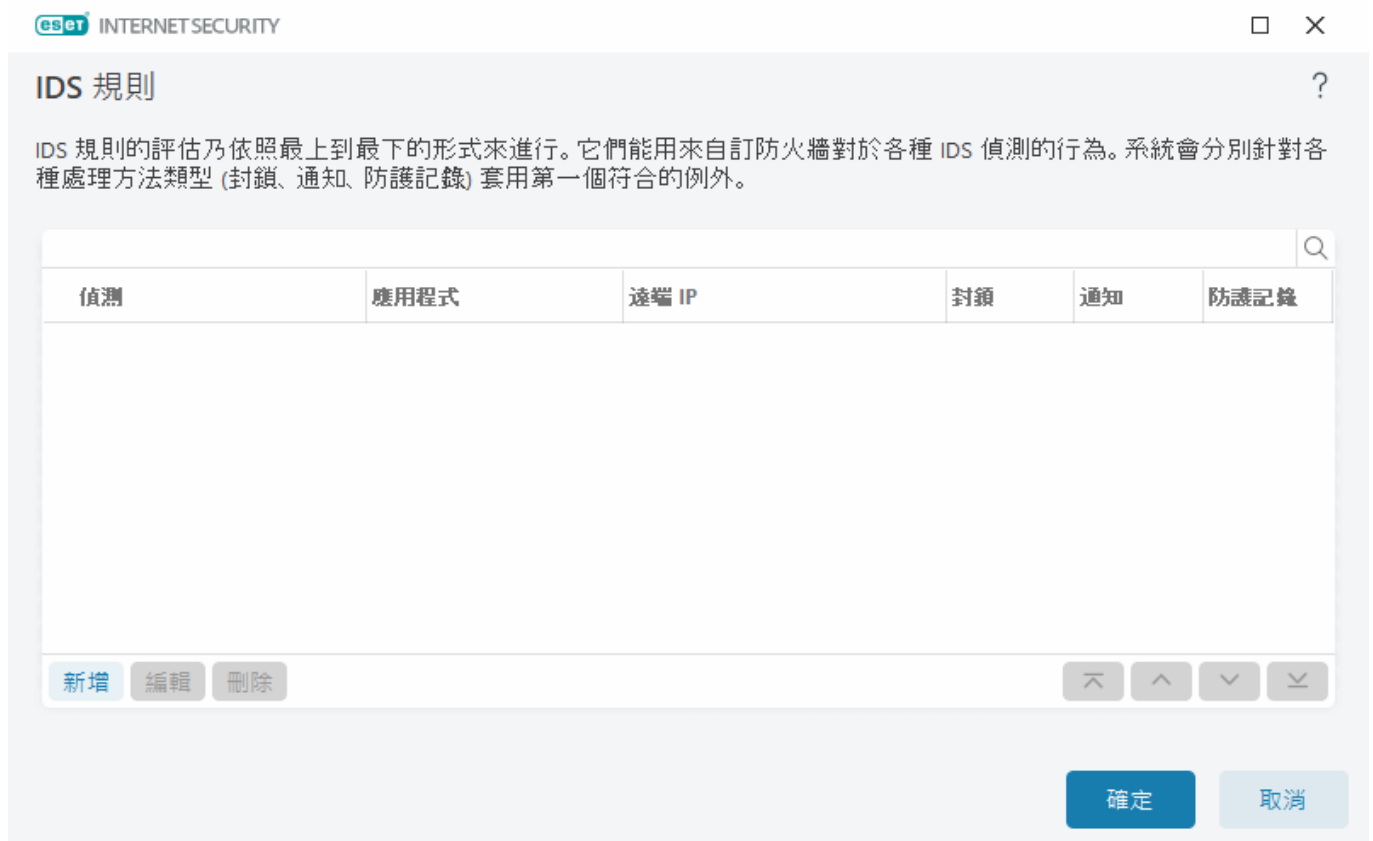 eset INTERNET SECURITY
IDS 規則
?
IDS 規則的評估乃依照最上到最下的形式來進行。它們能用來自訂防火牆對於各種 IDS 偵測的行為。系統會分別針對各
種處理方法類型 (封鎖、通知、防護記錄) 套用第一個符合的例外。
偵測 應用程式 遠端 IP 封鎖 通知 防護記錄
新增 編輯 刪除
確定 取消